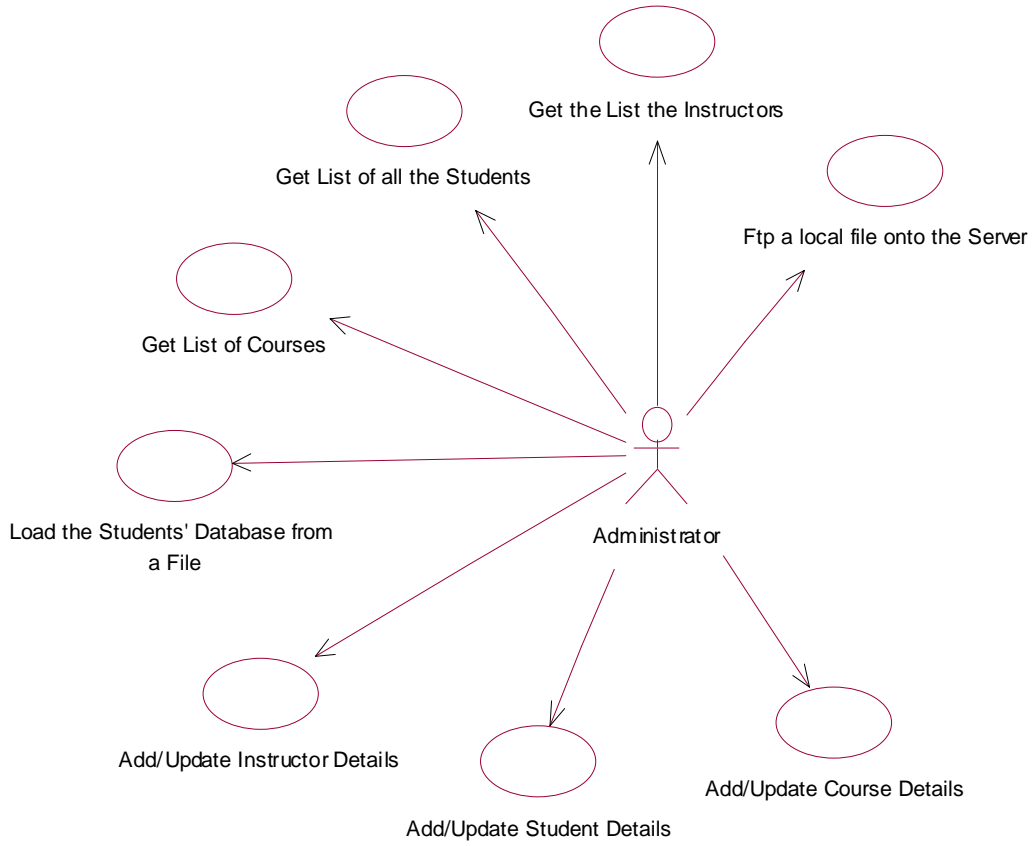 Get the List the Instructors
Get List of all the Students
Ftp a local file onto the Server
Get List of Courses
Load the Students' Database from
a File
Administrator
Add/Update Instructor Details
Add/Update Course Details
Add/Update Student Details